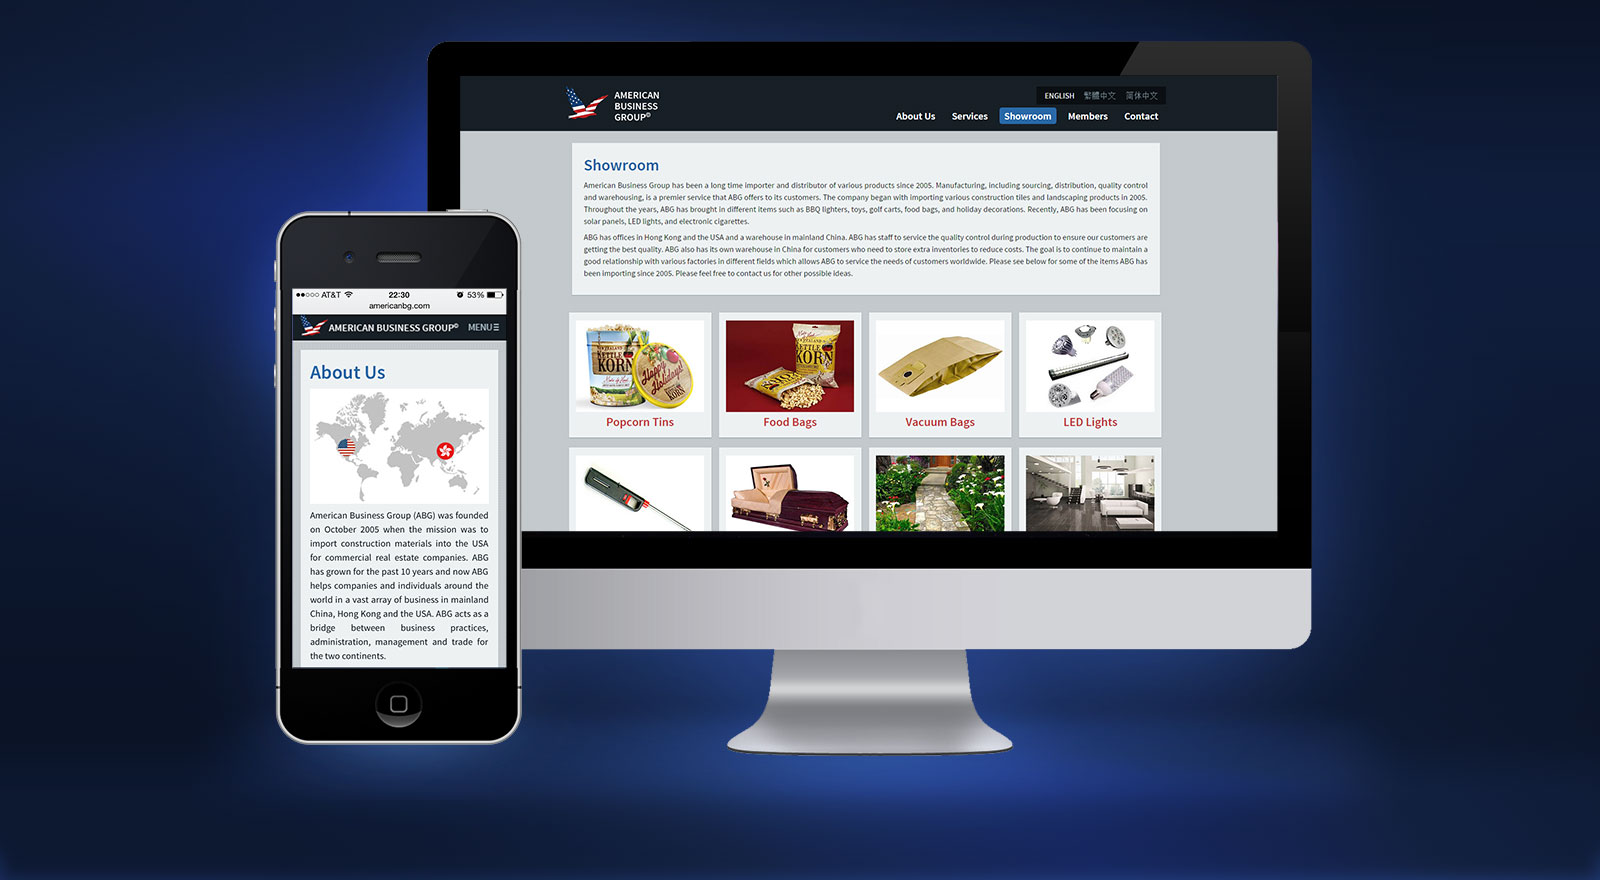 AMERICAN
BUSINESS
GROUP©
ENGLISH 繁體中文 简体中文
About Us Services Showroom Members Contact
Showroom
American Business Group has been a long time importer and distributor of various products since 2005. Manufacturing, including sourcing, distribution, quality control
and warehousing, is a premier service that ABG offers to its customers. The company began with importing various construction tiles and landscaping products in 2005.
Throughout the years, ABG has brought in different items such as BBQ lighters, toys, golf carts, food bags, and holiday decorations. Recently, ABG has been focusing on
solar panels, LED lights, and electronic cigarettes.
ABG has offices in Hong Kong and the USA and a warehouse in mainland China. ABG has staff to service the quality control during production to ensure our customers are
getting the best quality. ABG also has its own warehouse in China for customers who need to store extra inventories to reduce costs. The goal is to continue to maintain a
good relationship with various factories in different fields which allows ABG to service the needs of customers worldwide. Please see below for some of the items ABG has
been importing since 2005. Please feel free to contact us for other possible ideas.
KETTLE
KORN
Happy
Holidays!
KETTLE
KORN
Popcorn Tins
Food Bags
Vacuum Bags
LED Lights
AT&T 22:30 53%
americanbg.com
AMERICAN BUSINESS GROUP© MENU
About Us
American Business Group (ABG) was founded
on October 2005 when the mission was to
import construction materials into the USA
for commercial real estate companies. ABG
has grown for the past 10 years and now ABG
helps companies and individuals around the
world in a vast array of business in mainland
China, Hong Kong and the USA. ABG acts as a
bridge between business practices,
administration, management and trade for
the two continents.